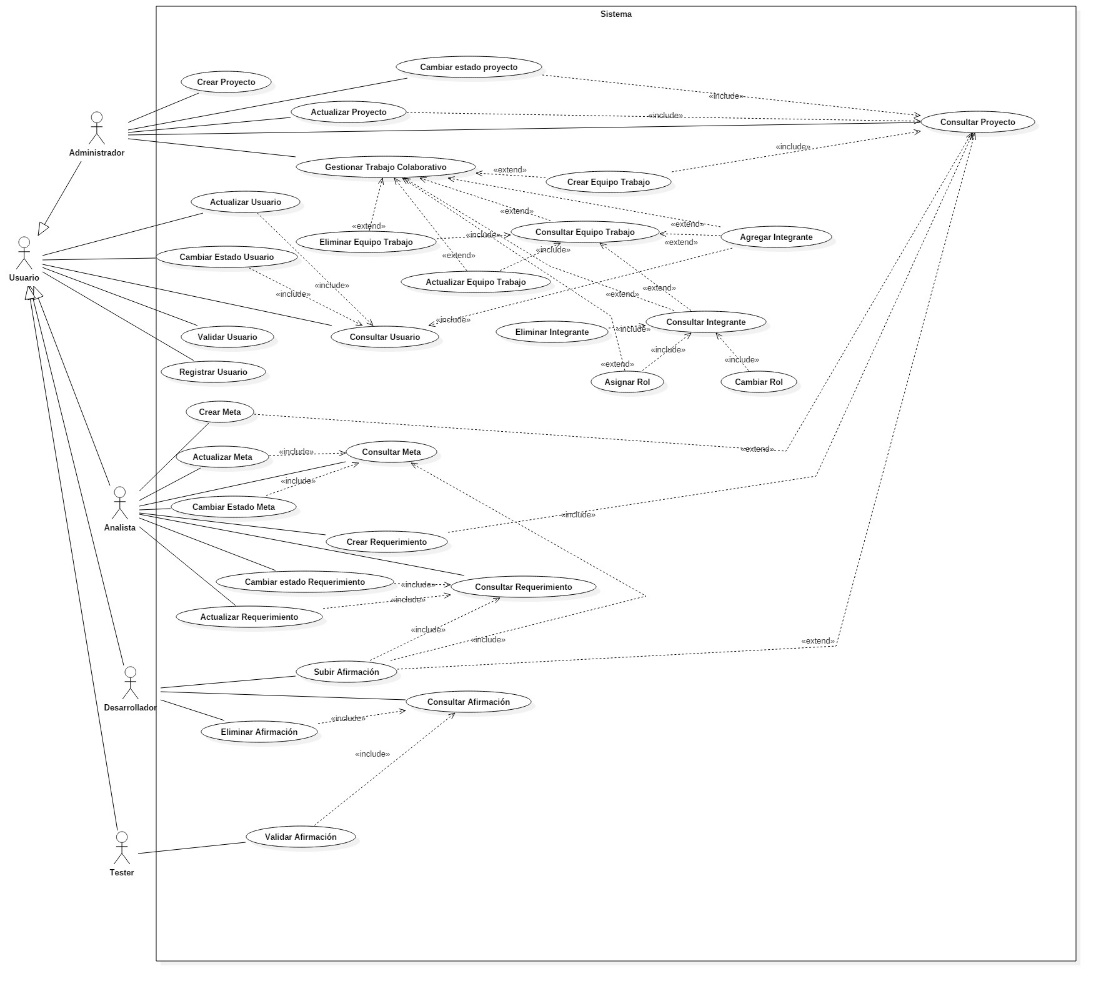 Sistema
Cambiar estado proyecto
Crear Proyecto
«include»
Actualizar Proyecto
«include»
Consultar Proyecto
Administrador
«include»
Gestionar Trabajo Colaborativo
«extend»
Crear Equipo Trabajo
Actualizar Usuario
«extend»
«extend»
«extend»
Consultar Equipo Trabajo
«include»
Agregar Integrante
Eliminar Equipo Trabajo
«extend»
«include»
«extend»
Cambiar Estado Usuario
Usuario
Actualizar Equipo Trabajo
«include»
«extend»
«include»
«extend»
«include»
Consultar Integrante
«include»
Eliminar Integrante
Validar Usuario
Consultar Usuario
«include»
«include»
«extend»
Registrar Usuario
Asignar Rol
Cambiar Rol
Crear Meta
«extend»
Consultar Meta
«include»
Actualizar Meta
«include»
Cambiar Estado Meta
«include»
Analista
Crear Requerimiento
Cambiar estado Requerimiento
«include»
Consultar Requerimiento
«include»
Actualizar Requerimiento
«include»
«include»
«extend»
Subir Afirmación
Consultar Afirmación
Desarrollador
«include»
Eliminar Afirmación
«include»
Validar Afirmación
Tester